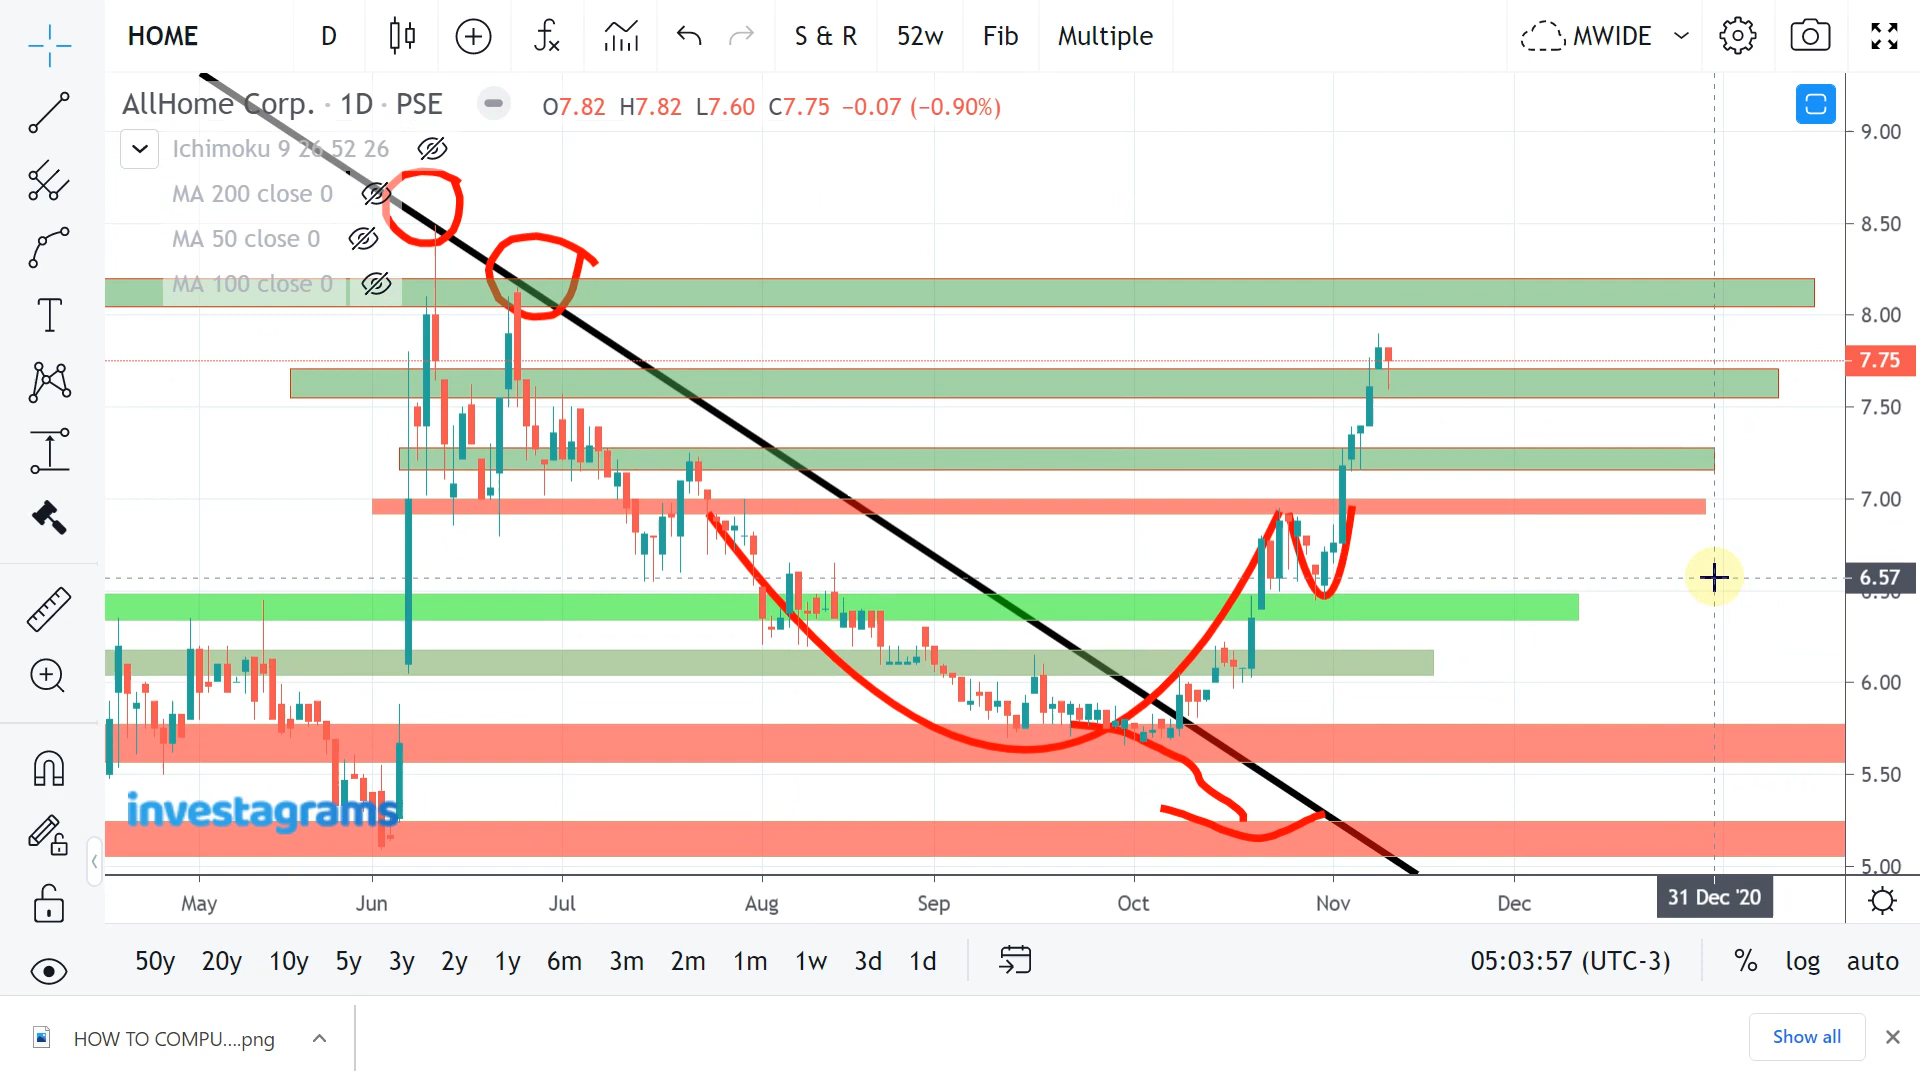 HOME D S & R 52w Fib Multiple MWIDE
AllHome Corp. · 1D · PSE O7.82 H7.82 L7.60 C7.75 −0.07 (−0.90%)
Ichimoku 9 26 52 26
MA 200 close 0
MA 50 close 0
MA 100 close 0
9.00
8.50
8.00
7.75
7.50
7.00
6.57
6.50
6.00
5.50
5.00
investagrams
May Jun Jul Aug Sep Oct Nov Dec 31 Dec '20
50y 20y 10y 5y 3y 2y 1y 6m 3m 2m 1m 1w 3d 1d 05:03:57 (UTC-3) % log auto
HOW TO COMPU....png Show all